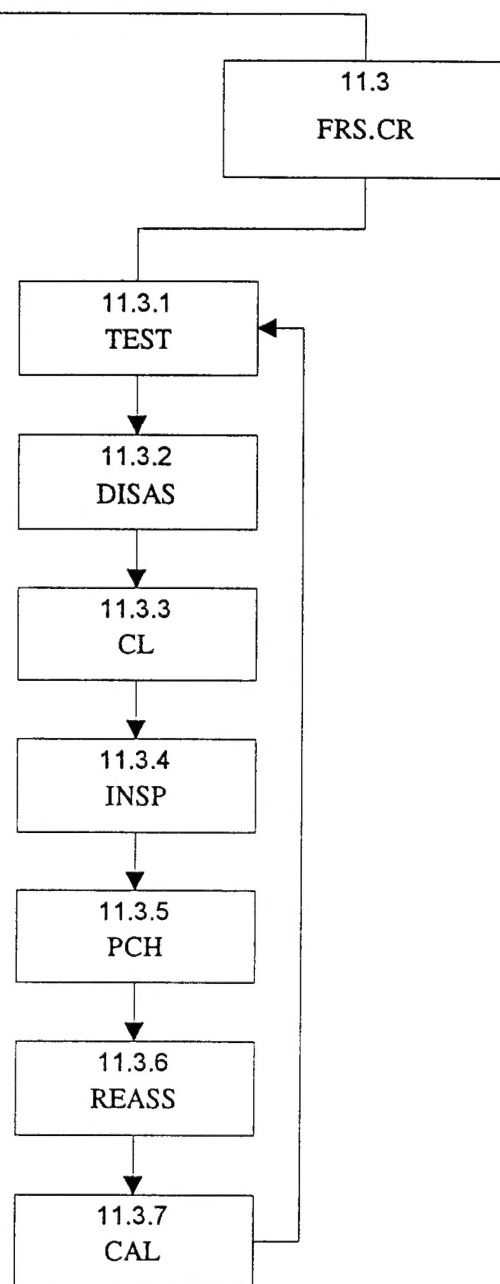 11.3
FRS.CR
11.3.1
TEST
11.3.2
DISAS
11.3.3
CL
11.3.4
INSP
11.3.5
PCH
11.3.6
REASS
11.3.7
CAL